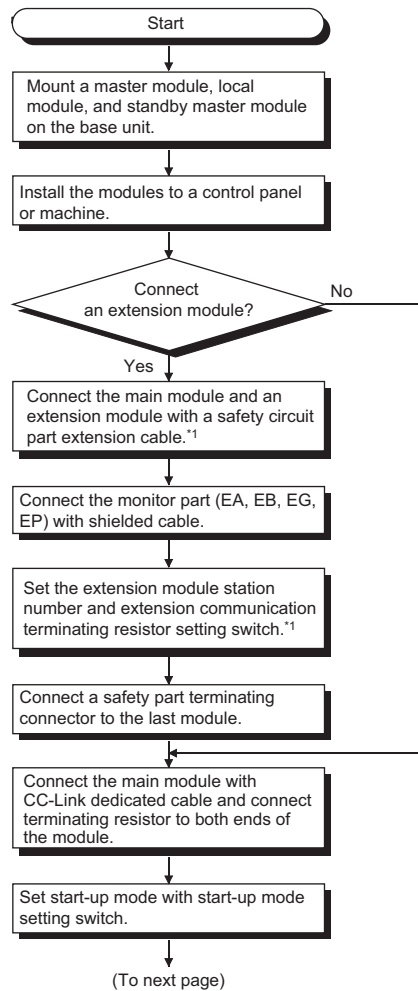 Start
Mount a master module, local
module, and standby master module
on the base unit.
Install the modules to a control panel
or machine.
Connect
an extension module?
No
Yes
Connect the main module and an
extension module with a safety circuit
part extension cable.*1
Connect the monitor part (EA, EB, EG,
EP) with shielded cable.
Set the extension module station
number and extension communication
terminating resistor setting switch.*1
Connect a safety part terminating
connector to the last module.
Connect the main module with
CC-Link dedicated cable and connect
terminating resistor to both ends of
the module.
Set start-up mode with start-up mode
setting switch.
(To next page)